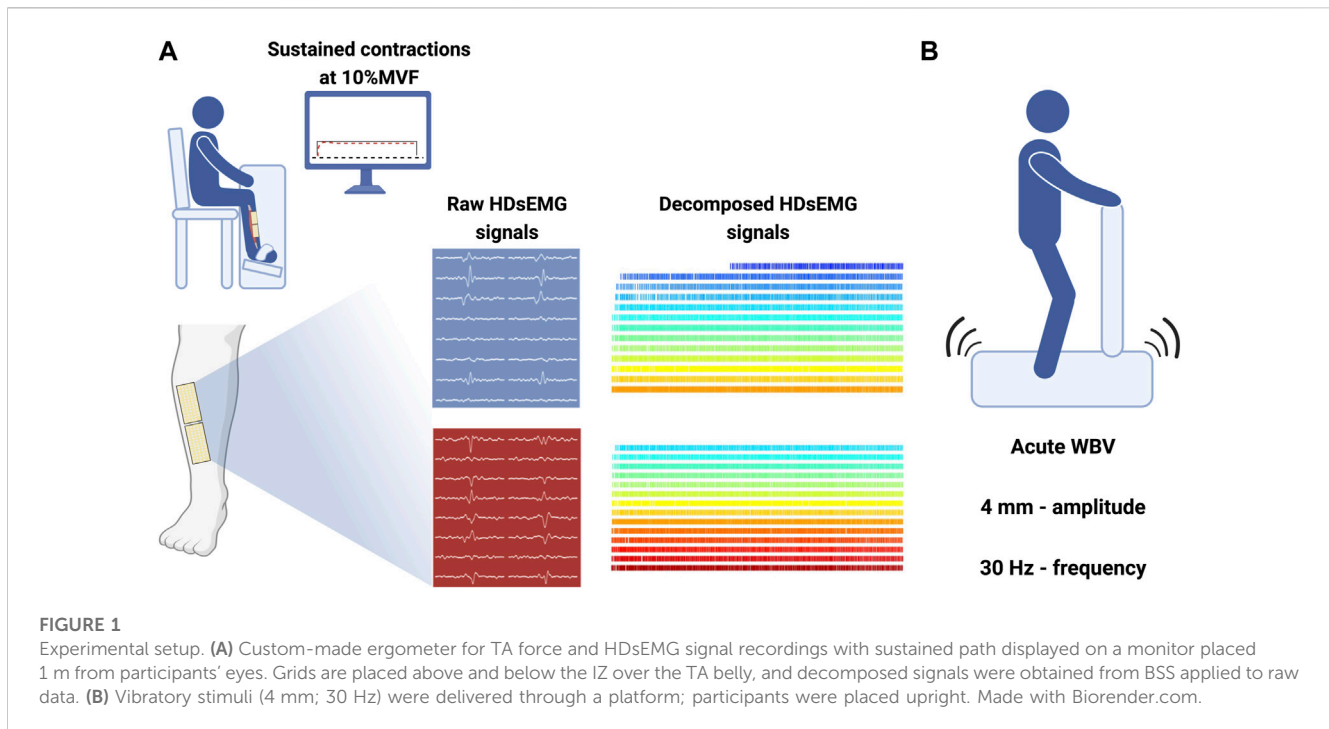 A
Sustained contractions
at 10%MVF
Raw HDsEMG
signals
Decomposed HDsEMG
signals
B
Acute WBV
4 mm - amplitude
30 Hz - frequency
FIGURE 1
Experimental setup. (A) Custom-made ergometer for TA force and HDsEMG signal recordings with sustained path displayed on a monitor placed
1 m from participants’ eyes. Grids are placed above and below the IZ over the TA belly, and decomposed signals were obtained from BSS applied to raw
data. (B) Vibratory stimuli (4 mm; 30 Hz) were delivered through a platform; participants were placed upright. Made with Biorender.com.